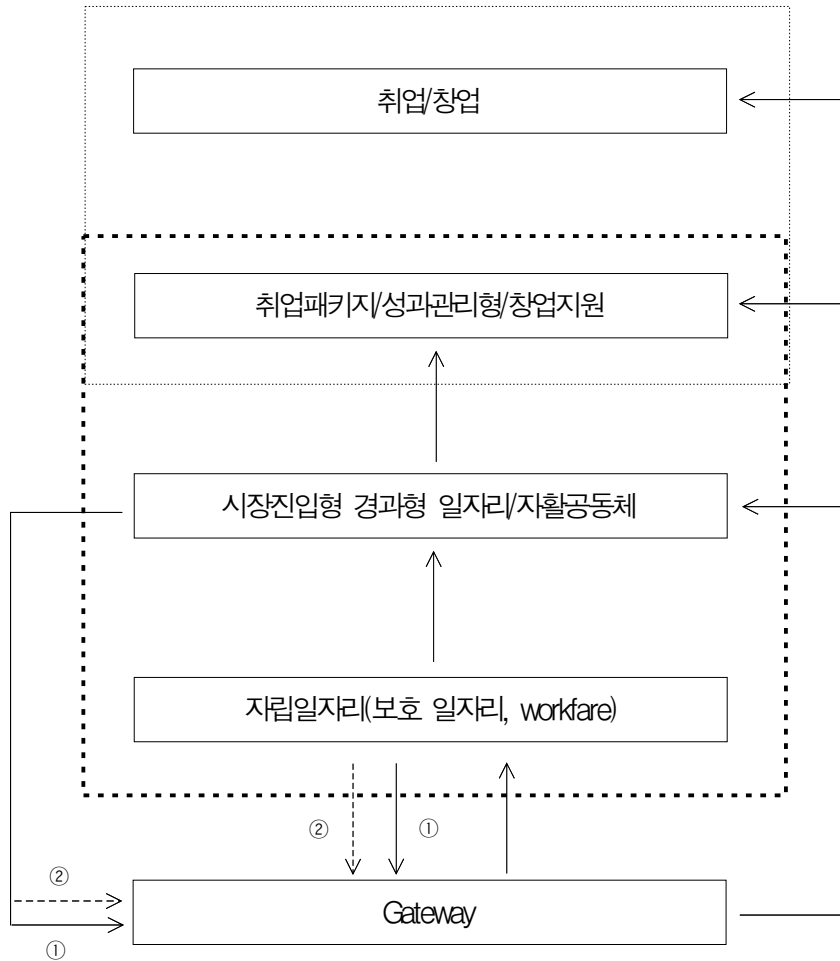 취업/창업
취업패키지/성과관리형/창업지원
시장진입형 경과형 일자리/자활공동체
자립일자리(보호 일자리, workfare)
② ①
②
Gateway
①